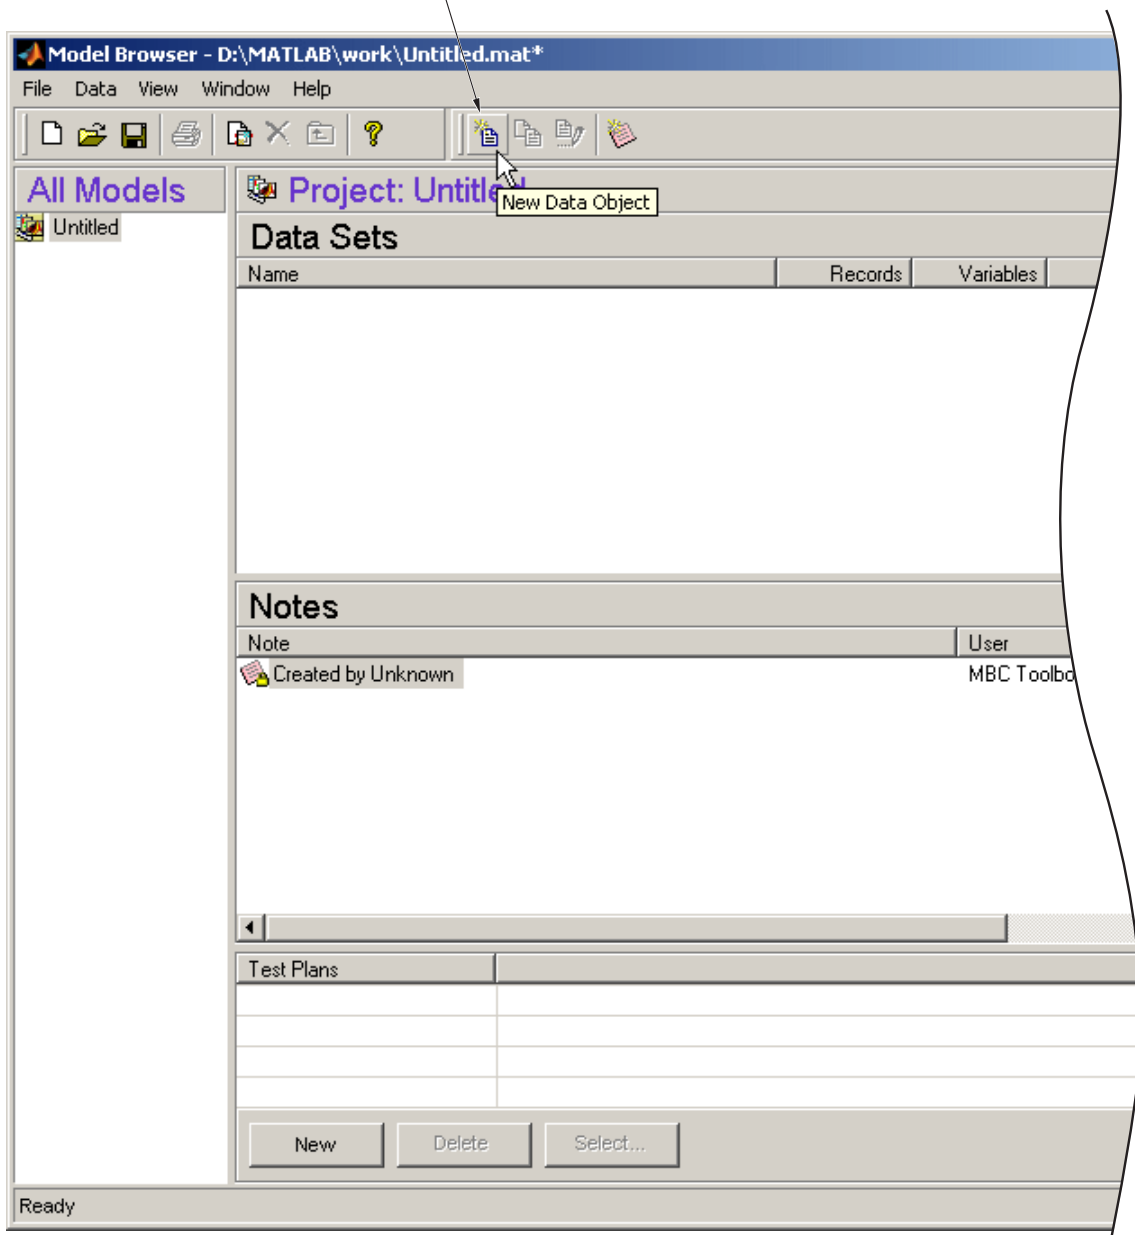 Model Browser - D:\MATLAB\work\Untitled.mat*
File Data View Window Help
All Models
Project: Untitled
New Data Object
Untitled
Data Sets
Name Records Variables
Notes
Note User
Created by Unknown MBC Toolbo
Test Plans
New Delete Select...
Ready